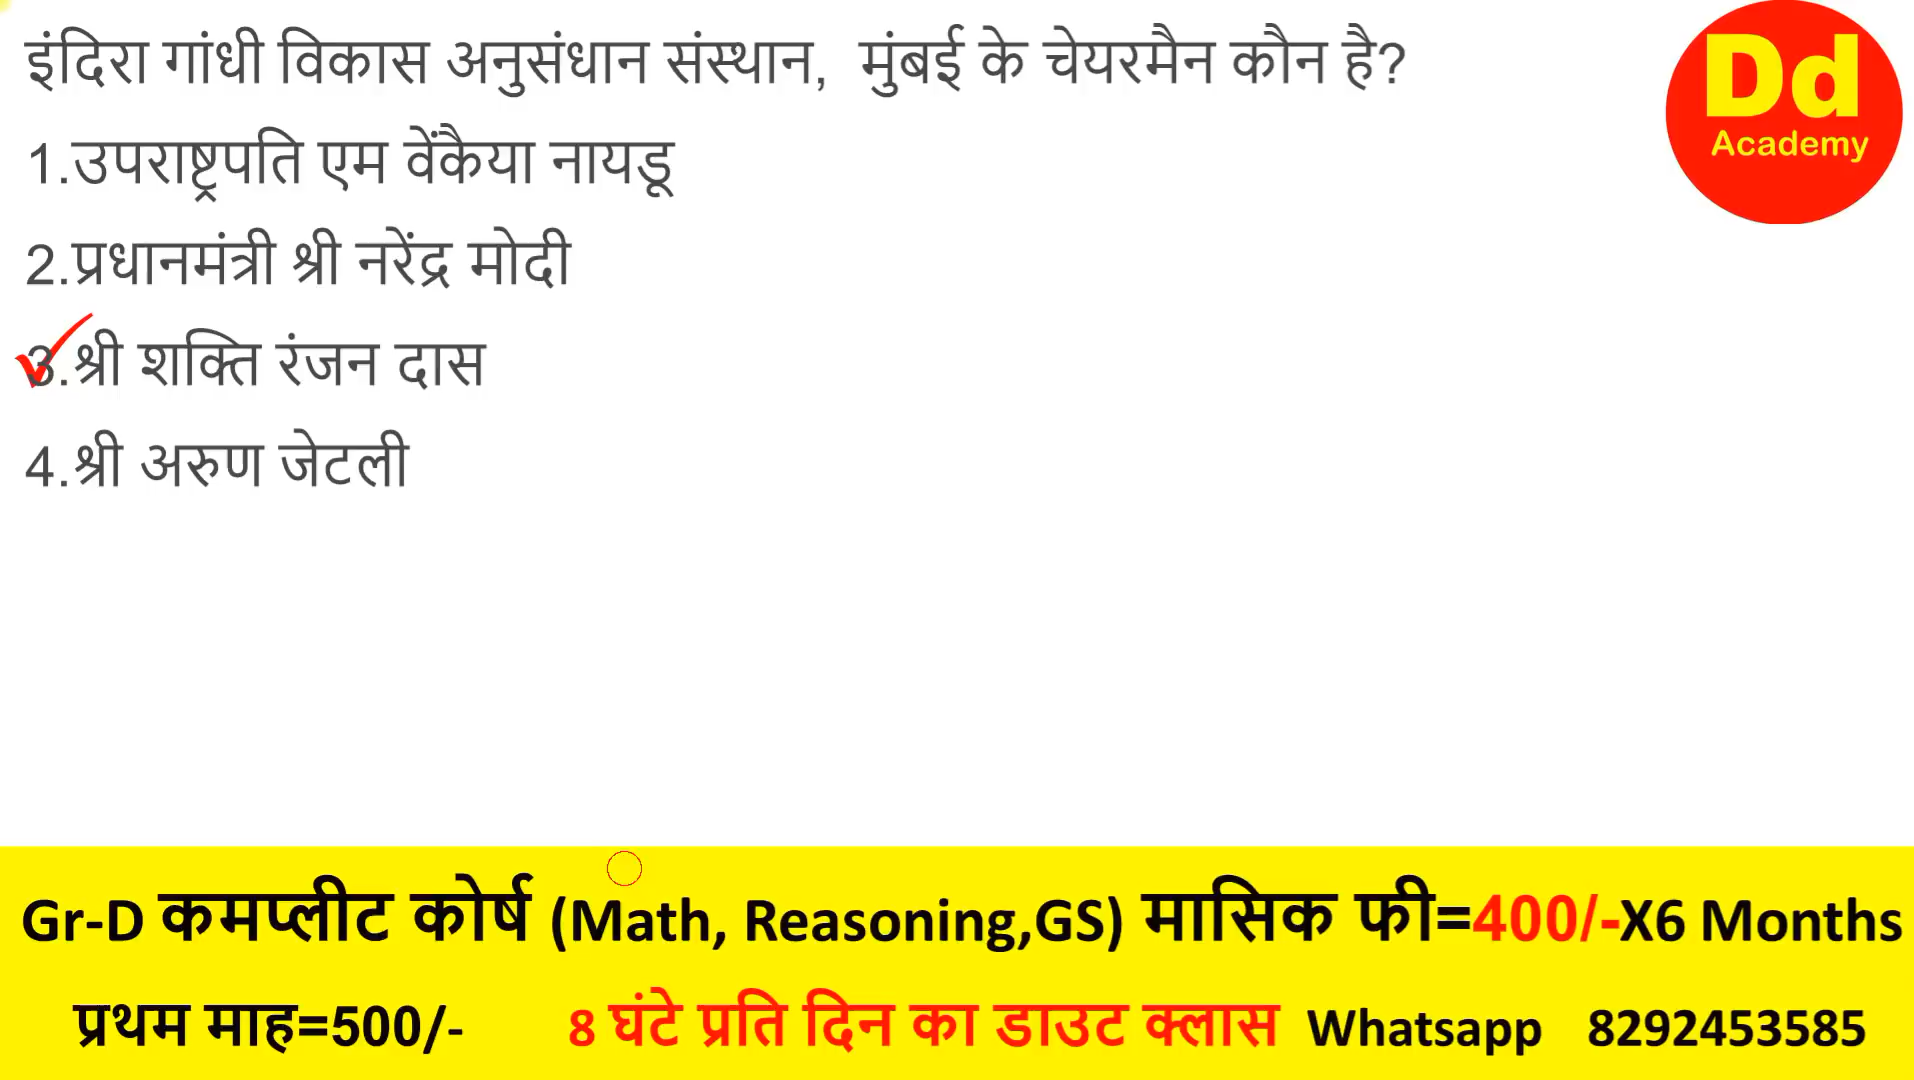 इंदिरा गांधी विकास अनुसंधान संस्थान, मुंबई के चेयरमैन कौन है?
1.उपराष्ट्रपति एम वेंकैया नायडू
2.प्रधानमंत्री श्री नरेंद्र मोदी
3.श्री शक्ति रंजन दास
4.श्री अरुण जेटली
Dd
Academy
Gr-D कमप्लीट कोर्ष (Math, Reasoning,GS) मासिक फी=400/-X6 Months
प्रथम माह=500/- 8 घंटे प्रति दिन का डाउट क्लास Whatsapp 8292453585